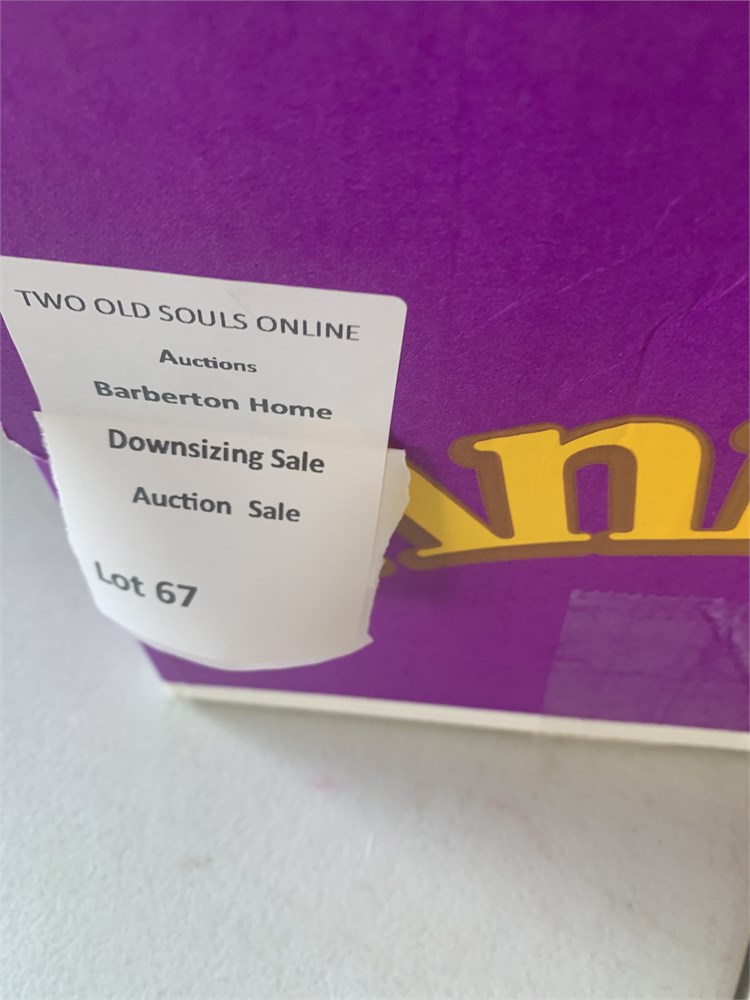 TWO OLD SOULS ONLINE
Auctions
Barberton Home
Downsizing Sale
Auction Sale
Lot 67